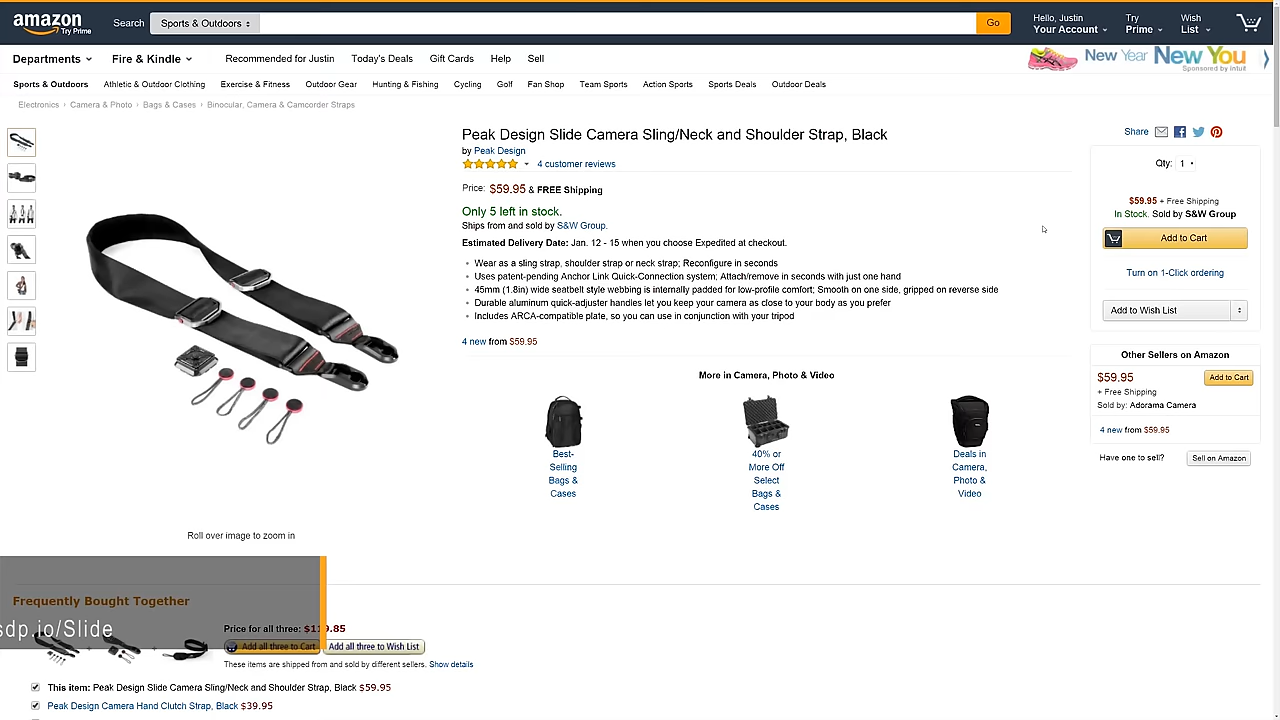 amazon
Try Prime
Search
Sports & Outdoors
Go
Hello, Justin
Your Account
Try
Prime
Wish
List
Departments
Fire & Kindle
Recommended for Justin
Today's Deals
Gift Cards
Help
Sell
New Year New You
Sponsored by Intuit
Sports & Outdoors
Athletic & Outdoor Clothing
Exercise & Fitness
Outdoor Gear
Hunting & Fishing
Cycling
Golf
Fan Shop
Team Sports
Action Sports
Sports Deals
Outdoor Deals
Electronics › Camera & Photo › Bags & Cases › Binocular, Camera & Camcorder Straps
Peak Design Slide Camera Sling/Neck and Shoulder Strap, Black
by Peak Design
4 customer reviews
Price: $59.95 & FREE Shipping
Only 5 left in stock.
Ships from and sold by S&W Group.
Estimated Delivery Date: Jan. 12 - 15 when you choose Expedited at checkout.
• Wear as a sling strap, shoulder strap or neck strap; Reconfigure in seconds
• Uses patent-pending Anchor Link Quick-Connection system; Attach/remove in seconds with just one hand
• 45mm (1.8in) wide seatbelt style webbing is internally padded for low-profile comfort; Smooth on one side, gripped on reverse side
• Durable aluminum quick-adjuster handles let you keep your camera as close to your body as you prefer
• Includes ARCA-compatible plate, so you can use in conjunction with your tripod
4 new from $59.95
More in Camera, Photo & Video
Best-
Selling
Bags &
Cases
40% or
More Off
Select
Bags &
Cases
Deals in
Camera,
Photo &
Video
Share
Qty: 1
$59.95 + Free Shipping
In Stock. Sold by S&W Group
Add to Cart
Turn on 1-Click ordering
Add to Wish List
Other Sellers on Amazon
$59.95
Add to Cart
+ Free Shipping
Sold by: Adorama Camera
4 new from $59.95
Have one to sell?
Sell on Amazon
Roll over image to zoom in
Frequently Bought Together
sdp.io/Slide
Price for all three: $119.85
Add all three to Cart
Add all three to Wish List
These items are shipped from and sold by different sellers. Show details
This item: Peak Design Slide Camera Sling/Neck and Shoulder Strap, Black $59.95
Peak Design Camera Hand Clutch Strap, Black $39.95